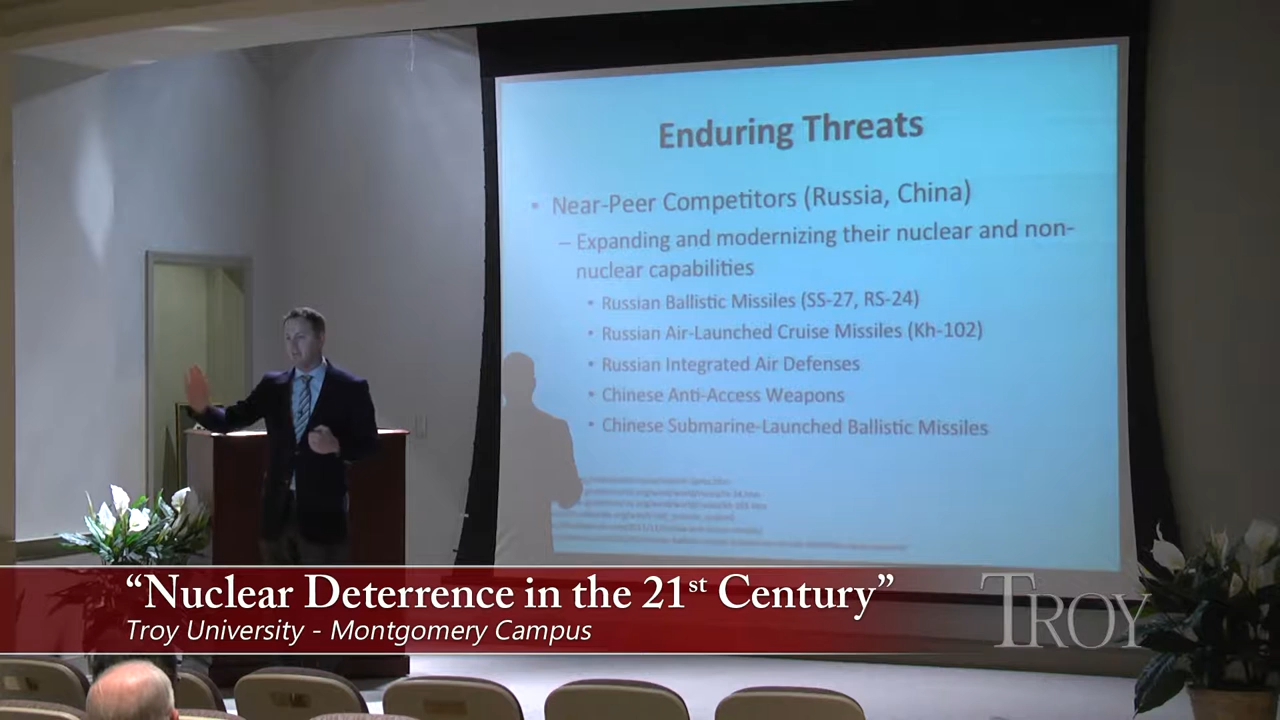 Enduring Threats
• Near-Peer Competitors (Russia, China)
– Expanding and modernizing their nuclear and non-
nuclear capabilities
• Russian Ballistic Missiles (SS-27, RS-24)
• Russian Air-Launched Cruise Missiles (Kh-102)
• Russian Integrated Air Defenses
• Chinese Anti-Access Weapons
• Chinese Submarine-Launched Ballistic Missiles
“Nuclear Deterrence in the 21st Century”
Troy University - Montgomery Campus
TROY